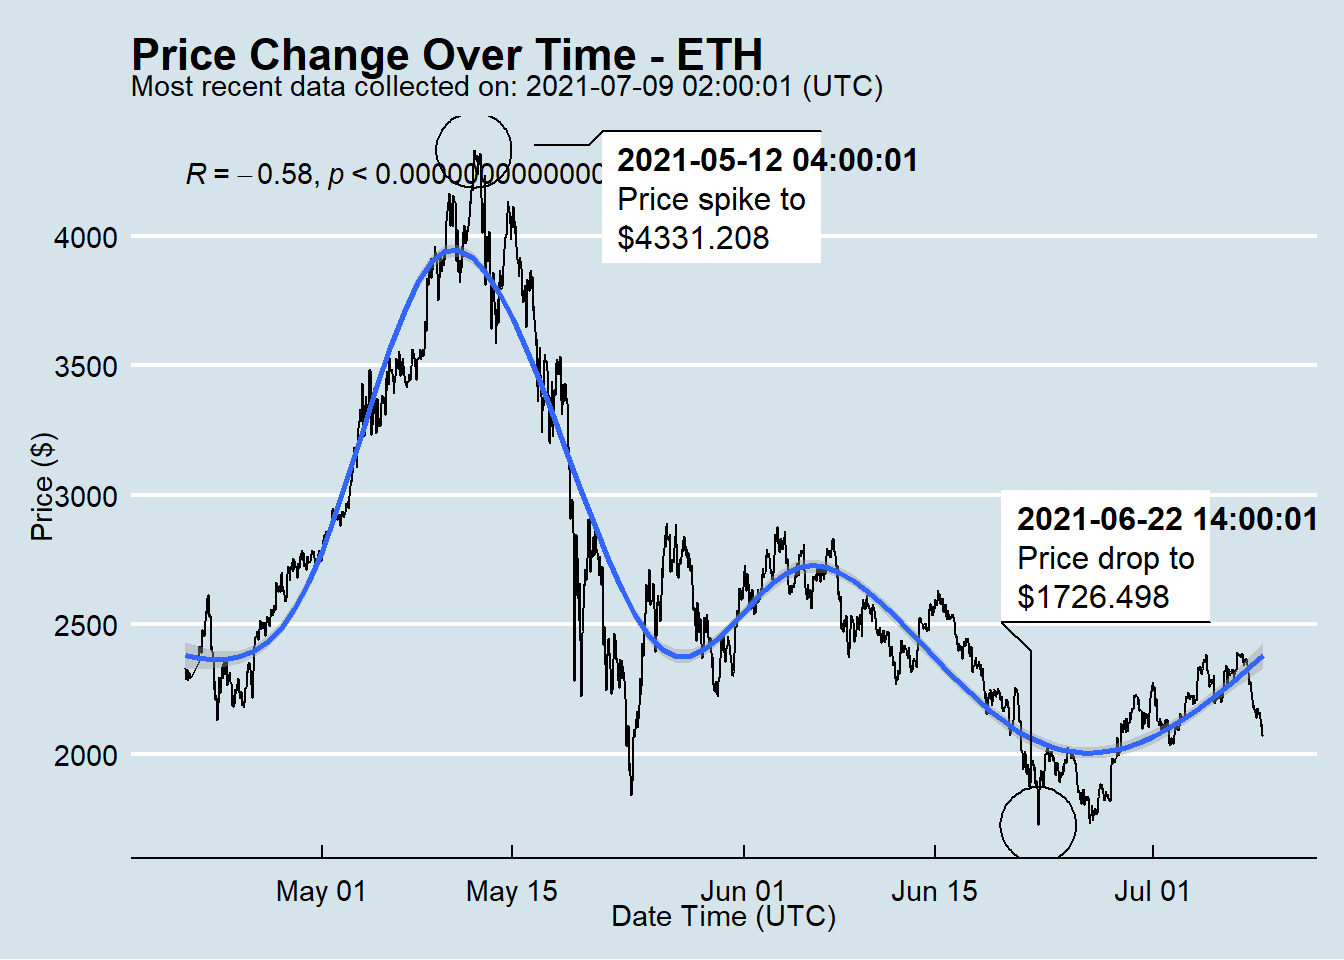 Price Change Over Time - ETH
Most recent data collected on: 2021-07-09 02:00:01 (UTC)
R = −0.58, p < 0.0000000000000
2021-05-12 04:00:01
Price spike to
$4331.208
4000
3500
3000
2500
2000
Price ($)
2021-06-22 14:00:01
Price drop to
$1726.498
May 01
May 15
Jun 01
Jun 15
Jul 01
Date Time (UTC)